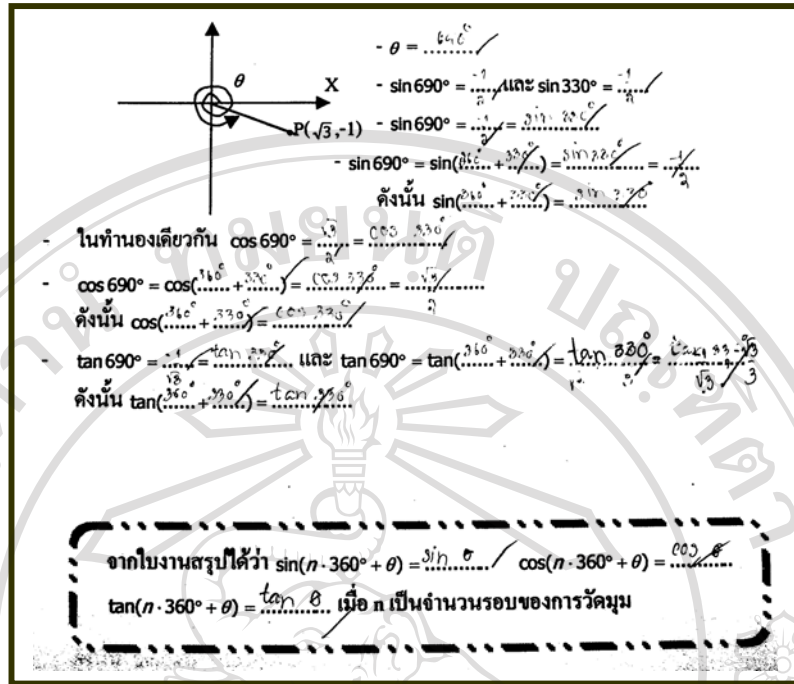 θ
X
P(√3,-1)
- θ = 690°
- sin 690° = -1/2 และ sin 330° = -1/2
- sin 690° = -1/2 = sin 330°
- sin 690° = sin(360° + 330°) = sin 330° = -1/2
ดังนั้น sin(360° + 330°) = sin 330°
- ในทำนองเดียวกัน cos 690° = √3/2 = cos 330°
- cos 690° = cos(360° + 330°) = cos 330° = √3/2
ดังนั้น cos(360° + 330°) = cos 330°
- tan 690° = -1/√3 = tan 330° และ tan 690° = tan(360° + 330°) = tan 330° =
ดังนั้น tan(360° + 330°) = tan 330°
จากใบงานสรุปได้ว่า sin(n · 360° + θ) = sin θ cos(n · 360° + θ) = cos θ
tan(n · 360° + θ) = tan θ เมื่อ n เป็นจำนวนรอบของการวัดมุม